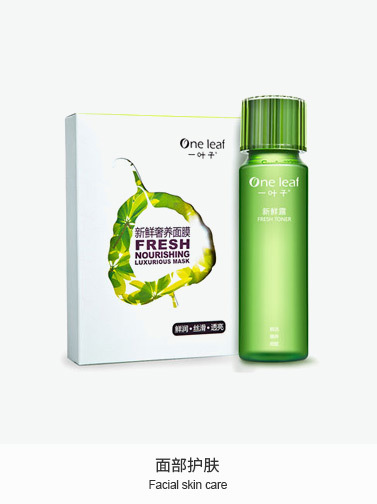 One leaf
一叶子
新鲜奢养面膜
FRESH
NOURISHING
LUXURIOUS MASK
鲜润·丝滑·透亮
One leaf
一叶子
新鲜露
FRESH TONER
面部护肤
Facial skin care